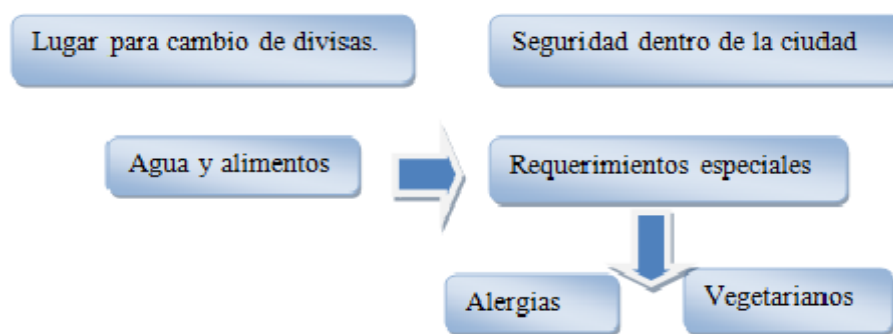 Lugar para cambio de divisas.
Seguridad dentro de la ciudad
Agua y alimentos
Requerimientos especiales
Alergias
Vegetarianos